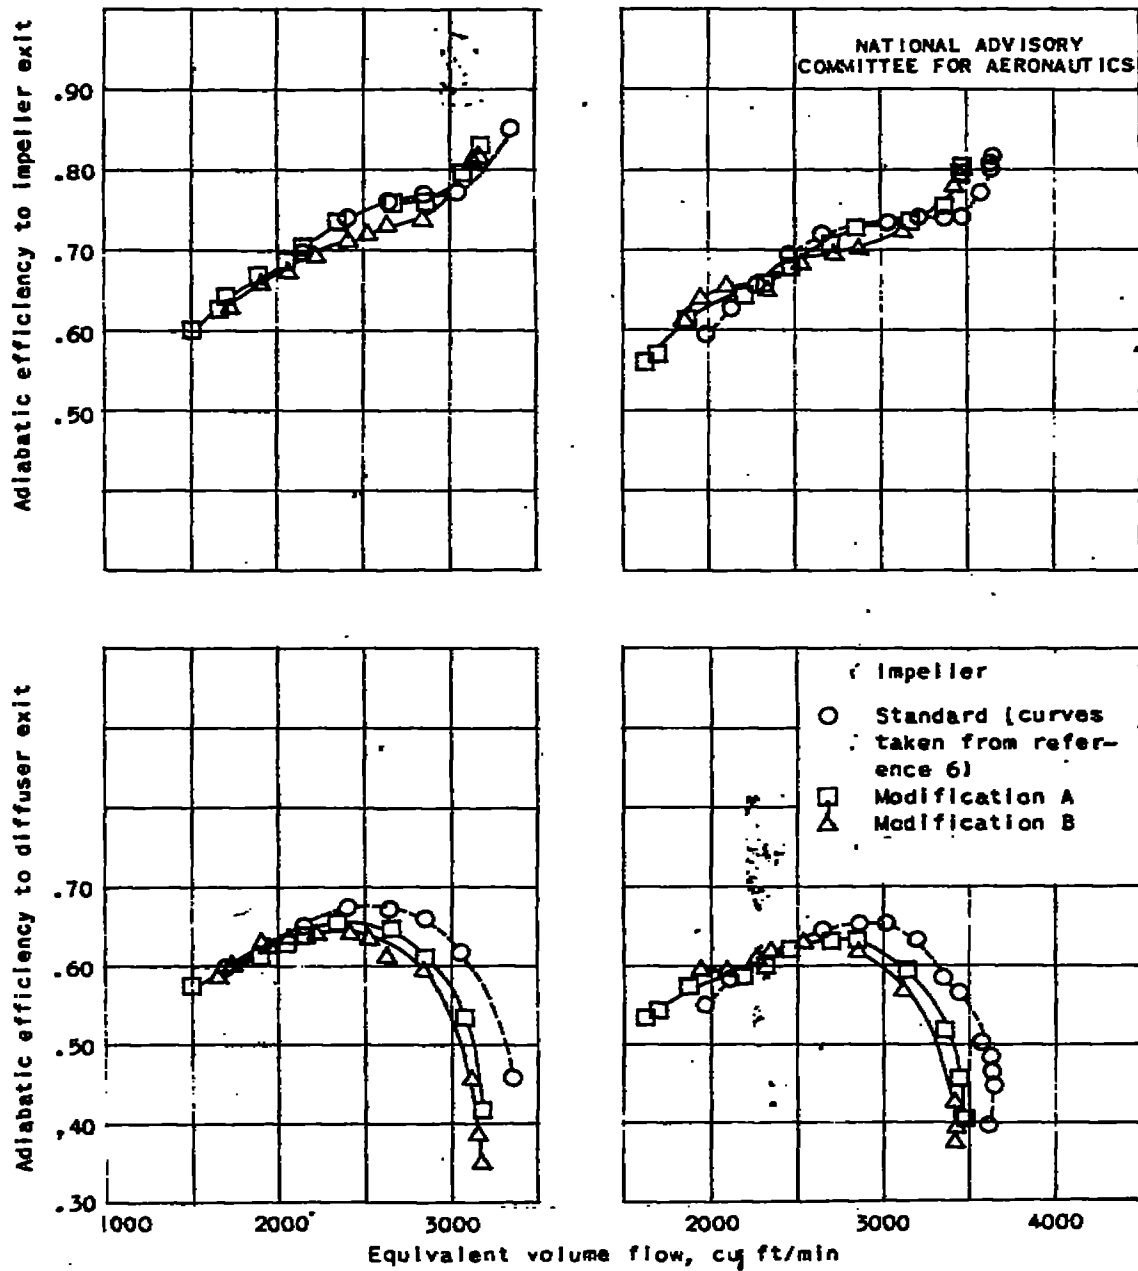 NATIONAL ADVISORY
COMMITTEE FOR AERONAUTICS
Adiabatic efficiency to impeller exit
.90
.80
.70
.60
.50
Impeller
Standard (curves
taken from refer-
ence 6)
Modification A
Modification B
Adiabatic efficiency to diffuser exit
.70
.60
.50
.40
.30
1000 2000 3000 2000 3000 4000
Equivalent volume flow, cu ft/min